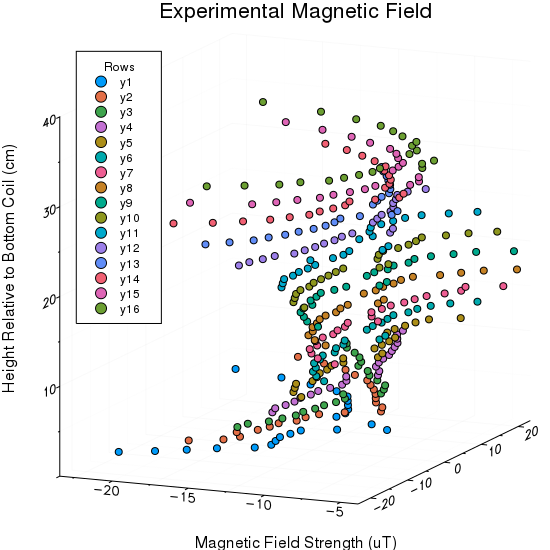 Experimental Magnetic Field
Rows
y1
y2
y3
y4
y5
y6
y7
y8
y9
y10
y11
y12
y13
y14
y15
y16
Height Relative to Bottom Coil (cm)
40
30
20
10
−20
−15
−10
−5
−20
−10
0
10
20
Magnetic Field Strength (uT)